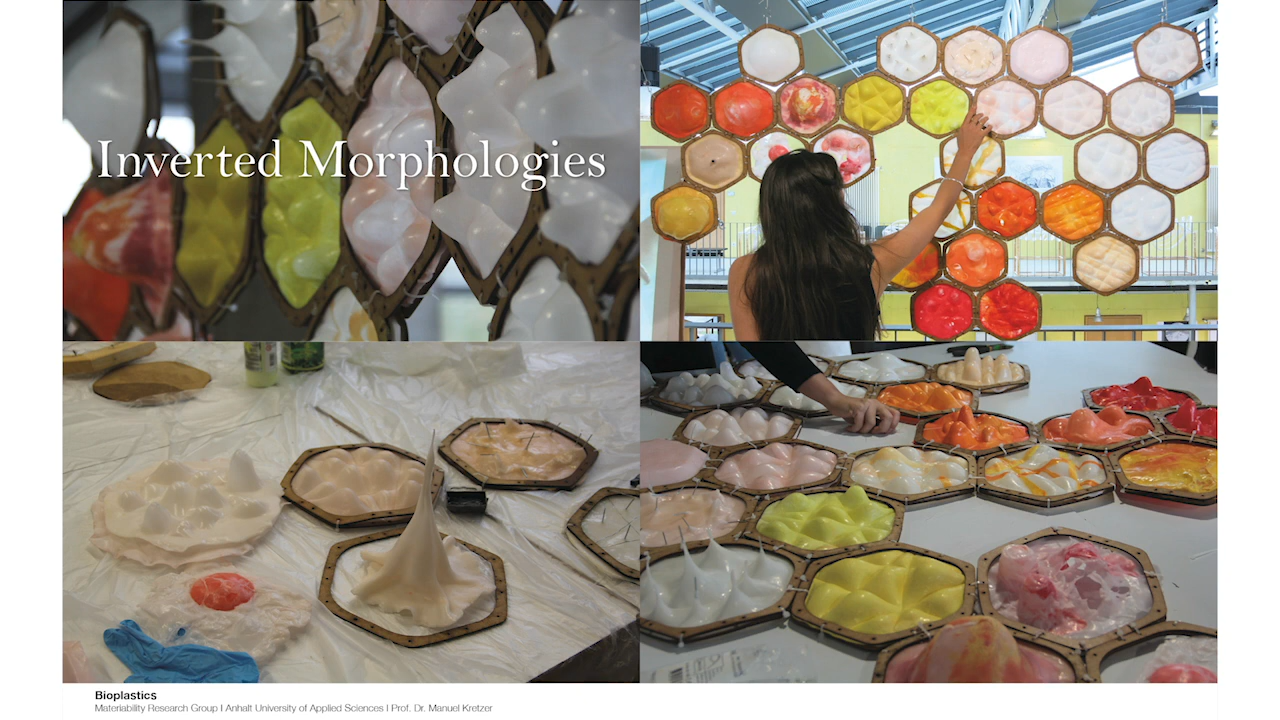 Inverted Morphologies
Bioplastics
Materiability Research Group I Anhalt University of Applied Sciences I Prof. Dr. Manuel Kretzer